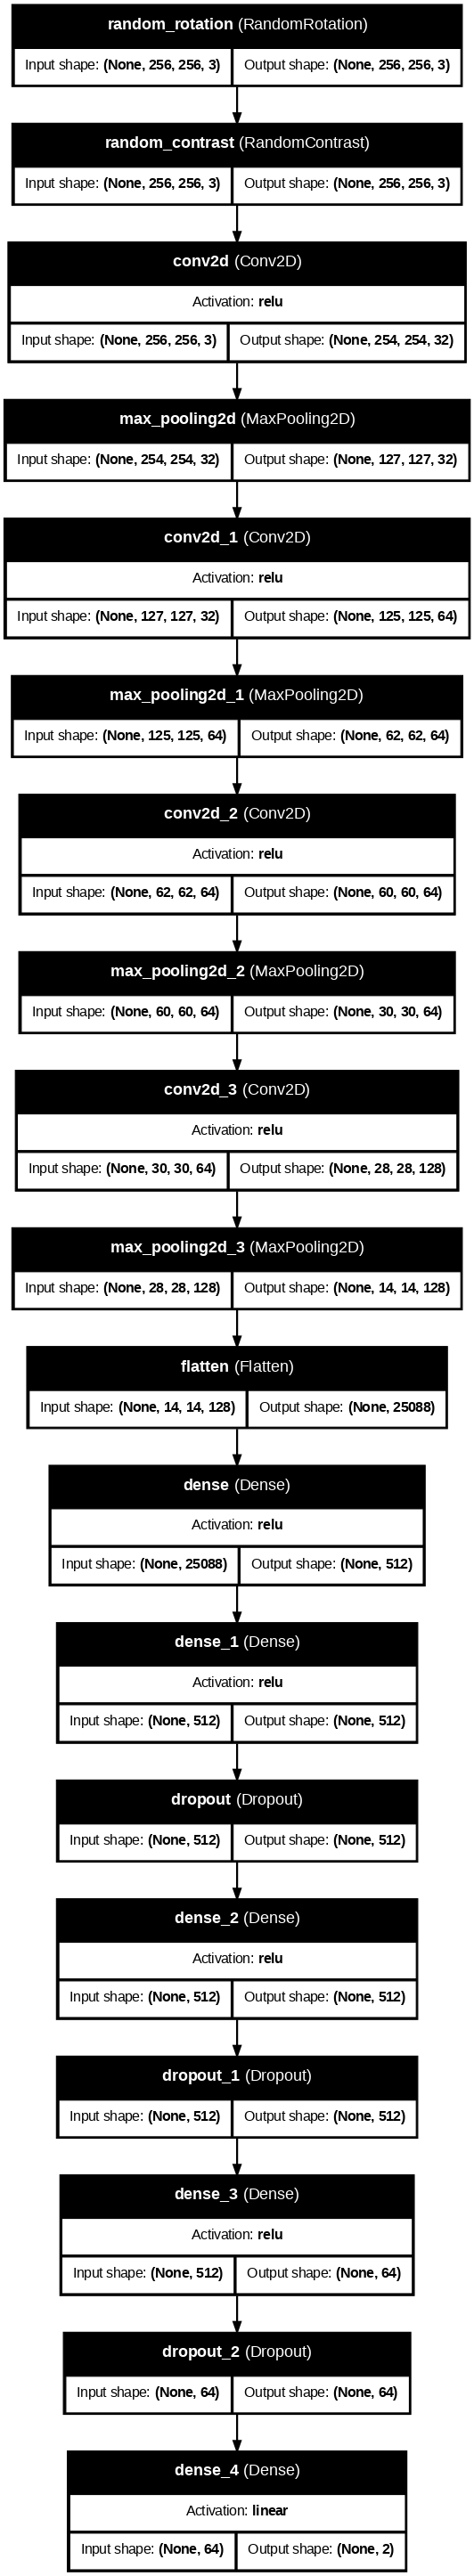 random_rotation (RandomRotation)
Input shape: (None, 256, 256, 3) Output shape: (None, 256, 256, 3)
random_contrast (RandomContrast)
Input shape: (None, 256, 256, 3) Output shape: (None, 256, 256, 3)
conv2d (Conv2D)
Activation: relu
Input shape: (None, 256, 256, 3) Output shape: (None, 254, 254, 32)
max_pooling2d (MaxPooling2D)
Input shape: (None, 254, 254, 32) Output shape: (None, 127, 127, 32)
conv2d_1 (Conv2D)
Activation: relu
Input shape: (None, 127, 127, 32) Output shape: (None, 125, 125, 64)
max_pooling2d_1 (MaxPooling2D)
Input shape: (None, 125, 125, 64) Output shape: (None, 62, 62, 64)
conv2d_2 (Conv2D)
Activation: relu
Input shape: (None, 62, 62, 64) Output shape: (None, 60, 60, 64)
max_pooling2d_2 (MaxPooling2D)
Input shape: (None, 60, 60, 64) Output shape: (None, 30, 30, 64)
conv2d_3 (Conv2D)
Activation: relu
Input shape: (None, 30, 30, 64) Output shape: (None, 28, 28, 128)
max_pooling2d_3 (MaxPooling2D)
Input shape: (None, 28, 28, 128) Output shape: (None, 14, 14, 128)
flatten (Flatten)
Input shape: (None, 14, 14, 128) Output shape: (None, 25088)
dense (Dense)
Activation: relu
Input shape: (None, 25088) Output shape: (None, 512)
dense_1 (Dense)
Activation: relu
Input shape: (None, 512) Output shape: (None, 512)
dropout (Dropout)
Input shape: (None, 512) Output shape: (None, 512)
dense_2 (Dense)
Activation: relu
Input shape: (None, 512) Output shape: (None, 512)
dropout_1 (Dropout)
Input shape: (None, 512) Output shape: (None, 512)
dense_3 (Dense)
Activation: relu
Input shape: (None, 512) Output shape: (None, 64)
dropout_2 (Dropout)
Input shape: (None, 64) Output shape: (None, 64)
dense_4 (Dense)
Activation: linear
Input shape: (None, 64) Output shape: (None, 2)